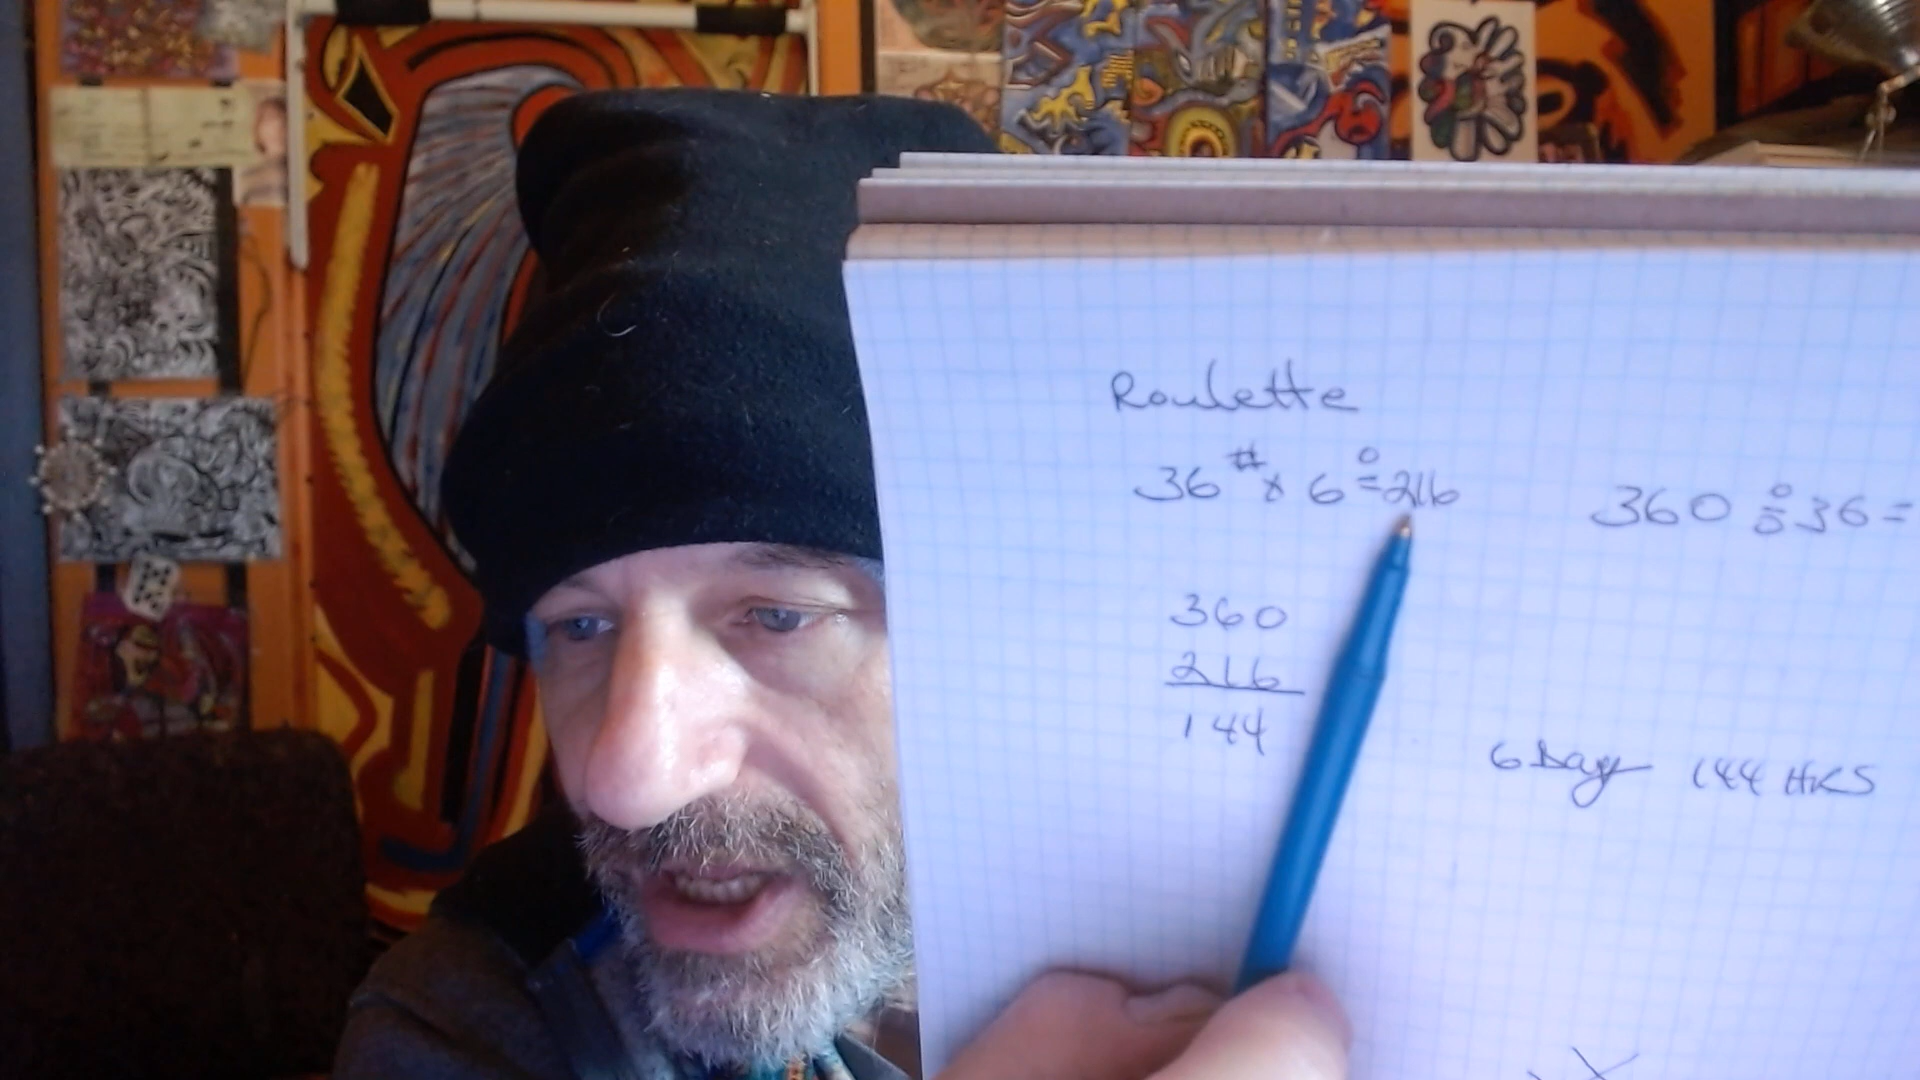 Roulette
36 # x 6° = 216
360° ÷ 36 =
360
216
144
6 Days 144 HRS